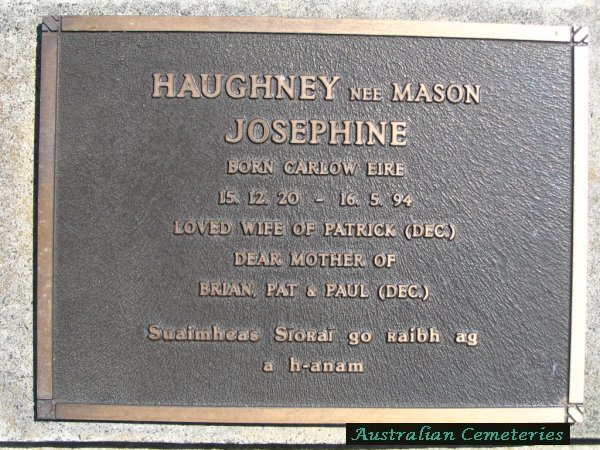 HAUGHNEY NEE MASON
JOSEPHINE
BORN CARLOW EIRE
15. 12. 20 - 16. 5. 94
LOVED WIFE OF PATRICK (DEC.)
DEAR MOTHER OF
BRIAN, PAT & PAUL (DEC.)
Suaimheas Síoraí go raibh ag
a h-anam
Australian Cemeteries